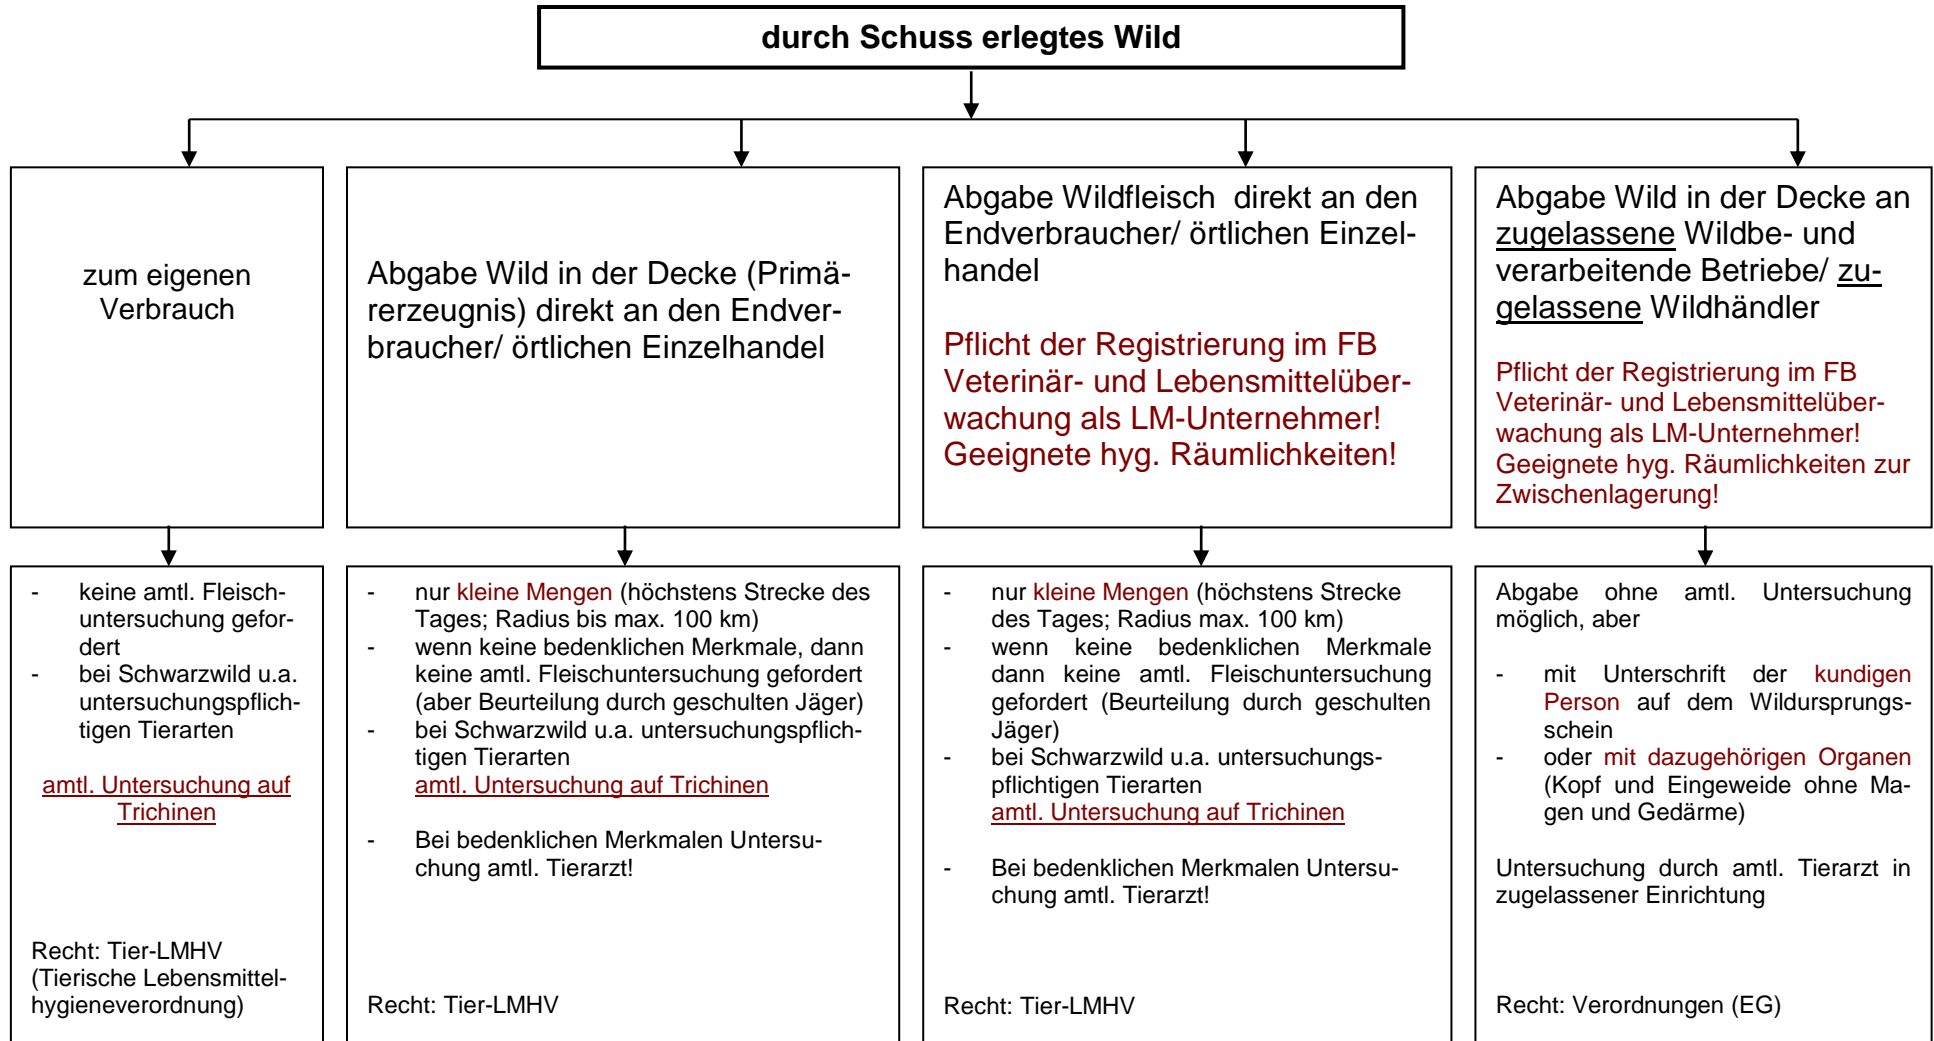 durch Schuss erlegtes Wild
zum eigenen
Verbrauch
Abgabe Wild in der Decke (Primä-
rerzeugnis) direkt an den Endver-
braucher/ örtlichen Einzelhandel
Abgabe Wildfleisch direkt an den
Endverbraucher/ örtlichen Einzel-
handel
Pflicht der Registrierung im FB
Veterinär- und Lebensmittelüber-
wachung als LM-Unternehmer!
Geeignete hyg. Räumlichkeiten!
Abgabe Wild in der Decke an
zugelassene Wildbe- und
verarbeitende Betriebe/ zu-
gelassene Wildhändler
Pflicht der Registrierung im FB
Veterinär- und Lebensmittelüber-
wachung als LM-Unternehmer!
Geeignete hyg. Räumlichkeiten zur
Zwischenlagerung!
- keine amtl. Fleisch-
untersuchung gefor-
dert
- bei Schwarzwild u.a.
untersuchungspflich-
tigen Tierarten
amtl. Untersuchung auf
Trichinen
Recht: Tier-LMHV
(Tierische Lebensmittel-
hygieneverordnung)
- nur kleine Mengen (höchstens Strecke des
Tages; Radius bis max. 100 km)
- wenn keine bedenklichen Merkmale, dann
keine amtl. Fleischuntersuchung gefordert
(aber Beurteilung durch geschulten Jäger)
- bei Schwarzwild u.a. untersuchungspflich-
tigen Tierarten
amtl. Untersuchung auf Trichinen
- Bei bedenklichen Merkmalen Untersu-
chung amtl. Tierarzt!
Recht: Tier-LMHV
- nur kleine Mengen (höchstens Strecke
des Tages; Radius max. 100 km)
- wenn keine bedenklichen Merkmale
dann keine amtl. Fleischuntersuchung
gefordert (Beurteilung durch geschulten
Jäger)
- bei Schwarzwild u.a. untersuchungs-
pflichtigen Tierarten
amtl. Untersuchung auf Trichinen
- Bei bedenklichen Merkmalen Untersu-
chung amtl. Tierarzt!
Recht: Tier-LMHV
Abgabe ohne amtl. Untersuchung
möglich, aber
- mit Unterschrift der kundigen
Person auf dem Wildursprungs-
schein
- oder mit dazugehörigen Organen
(Kopf und Eingeweide ohne Ma-
gen und Gedärme)
Untersuchung durch amtl. Tierarzt in
zugelassener Einrichtung
Recht: Verordnungen (EG)